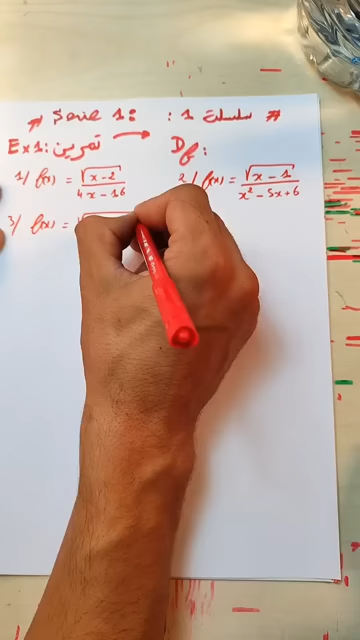 # Serie 1: : 1 سلسلة #
Ex1: تمرين → Df :
1/ f(x) = √(x-2) / (4x-16) 2/ f(x) = √(x-1) / (x²-5x+6)
3/ f(x) = √